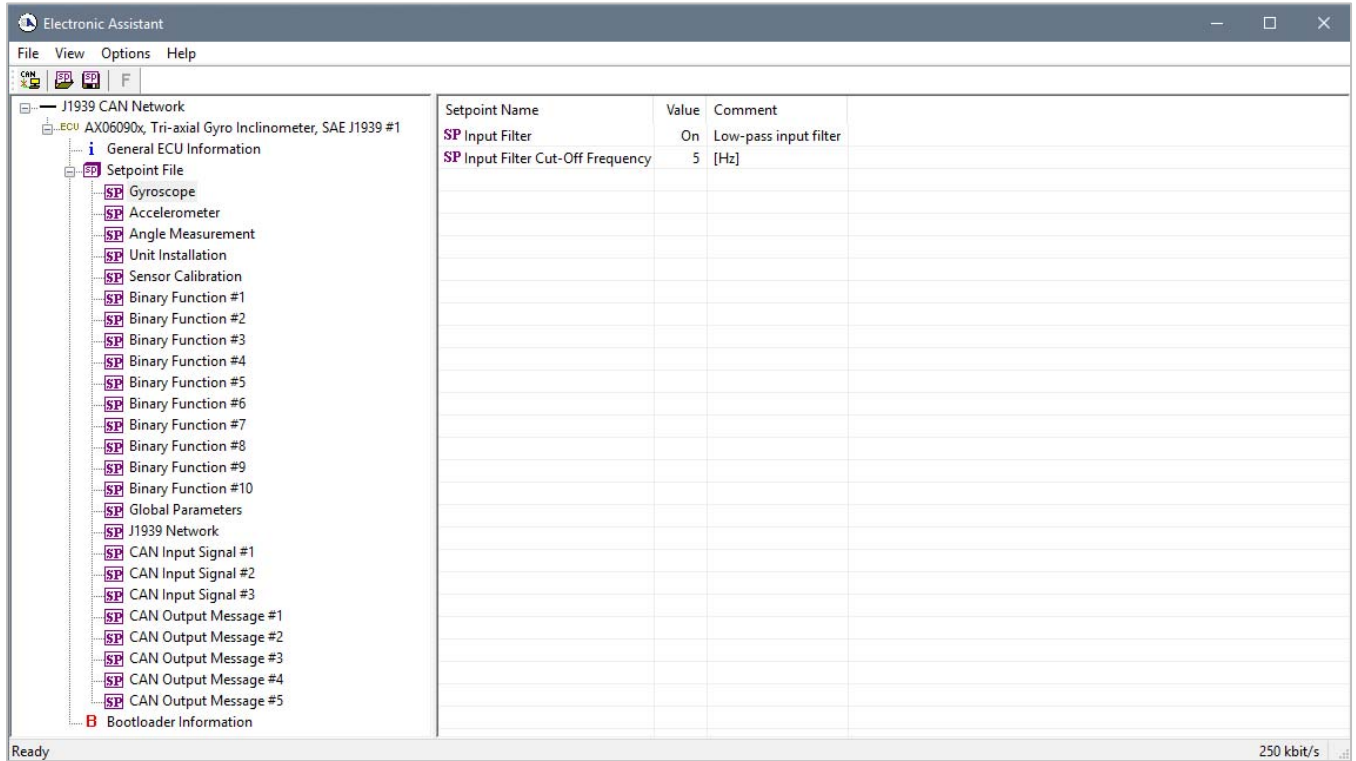 Electronic Assistant
File View Options Help
CAN SP SP F
J1939 CAN Network
ECU AX06090x, Tri-axial Gyro Inclinometer, SAE J1939 #1
i General ECU Information
SP Setpoint File
SP Gyroscope
SP Accelerometer
SP Angle Measurement
SP Unit Installation
SP Sensor Calibration
SP Binary Function #1
SP Binary Function #2
SP Binary Function #3
SP Binary Function #4
SP Binary Function #5
SP Binary Function #6
SP Binary Function #7
SP Binary Function #8
SP Binary Function #9
SP Binary Function #10
SP Global Parameters
SP J1939 Network
SP CAN Input Signal #1
SP CAN Input Signal #2
SP CAN Input Signal #3
SP CAN Output Message #1
SP CAN Output Message #2
SP CAN Output Message #3
SP CAN Output Message #4
SP CAN Output Message #5
B Bootloader Information
Setpoint Name Value Comment
SP Input Filter On Low-pass input filter
SP Input Filter Cut-Off Frequency 5 [Hz]
Ready 250 kbit/s